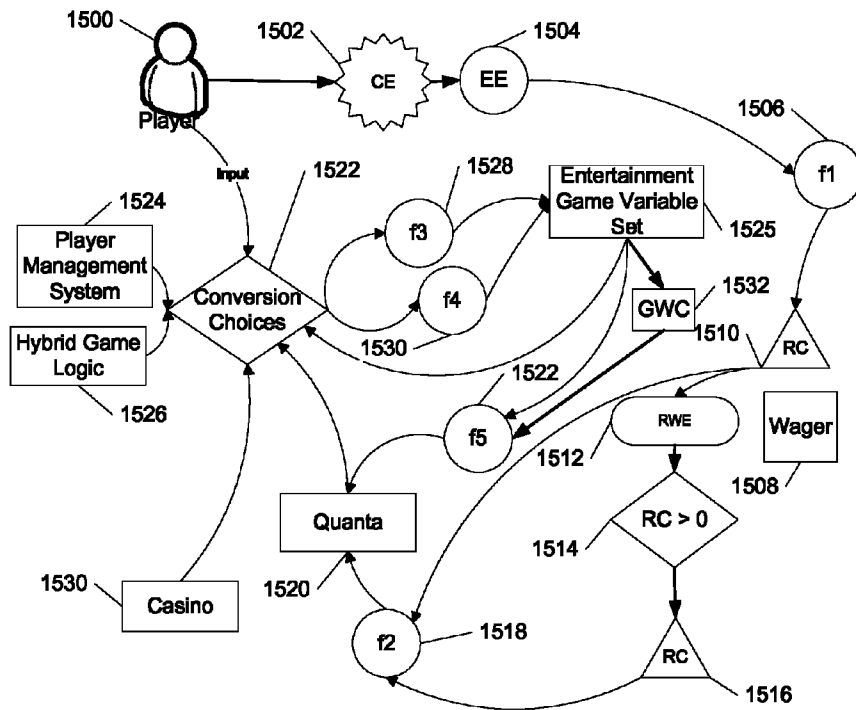 1500
1502
1504
CE
EE
Player
1506
f1
Input
1522
1528
Entertainment
Game Variable
Set
1524
f3
1525
Player
Management
System
Conversion
Choices
f4
GWC
1532
1530
1510
RC
Hybrid Game
Logic
1522
1526
f5
RWE
1512
Wager
1508
Quanta
RC > 0
1514
1530
Casino
1520
f2
1518
RC
1516